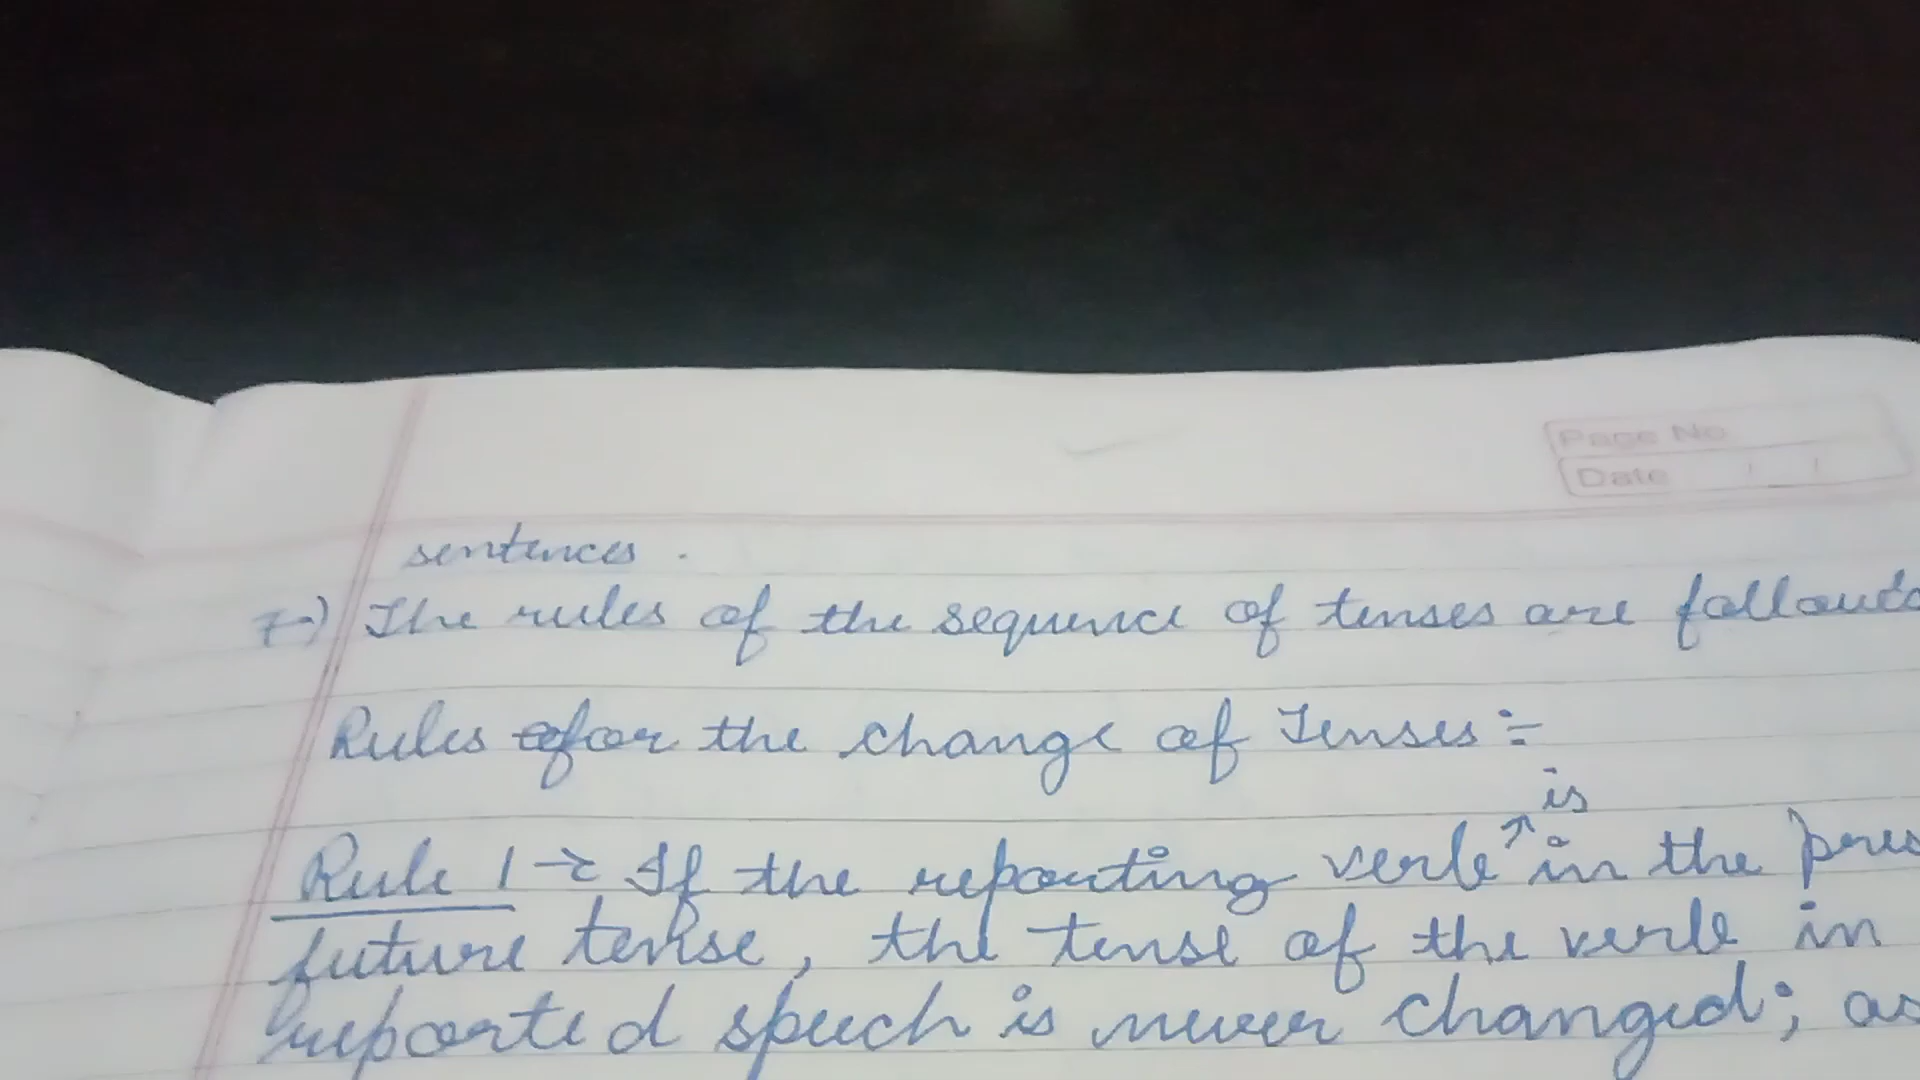 Page No
Date / /
sentences.
7→) The rules of the sequence of tenses are
Rules for the change of Tenses :-
is
Rule 1 → If the reporting verb ↑ in the
future tense, the tense of the verb in
reported speech is never changed; as